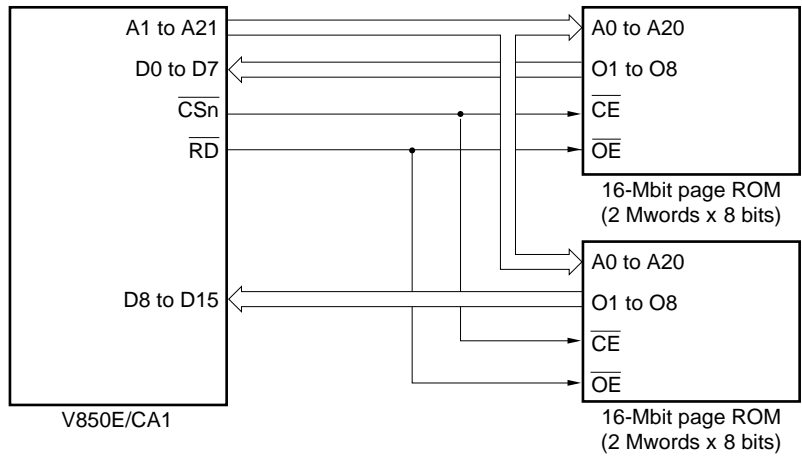 A1 to A21
D0 to D7
CSn
RD
D8 to D15
V850E/CA1
A0 to A20
O1 to O8
CE
OE
16-Mbit page ROM
(2 Mwords x 8 bits)
A0 to A20
O1 to O8
CE
OE
16-Mbit page ROM
(2 Mwords x 8 bits)